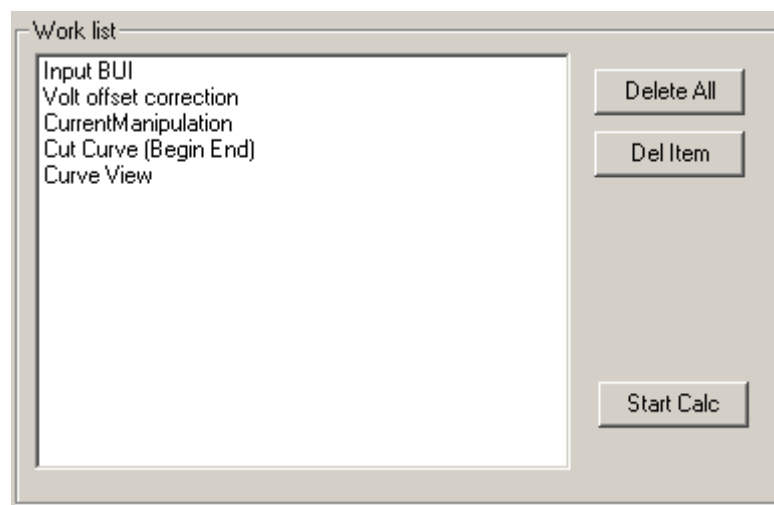 Work list
Input BUI
Volt offset correction
CurrentManipulation
Cut Curve (Begin End)
Curve View
Delete All
Del Item
Start Calc